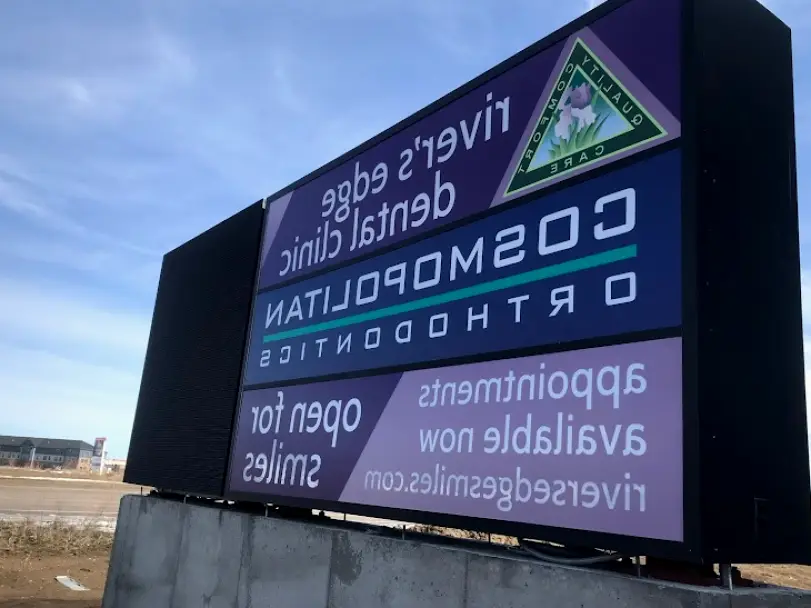 QUALITY
COMFORT
CARE
river's edge
dental clinic
COSMOPOLITAN
ORTHODONTICS
appointments
available now
riversedgesmiles.com
open for
smiles